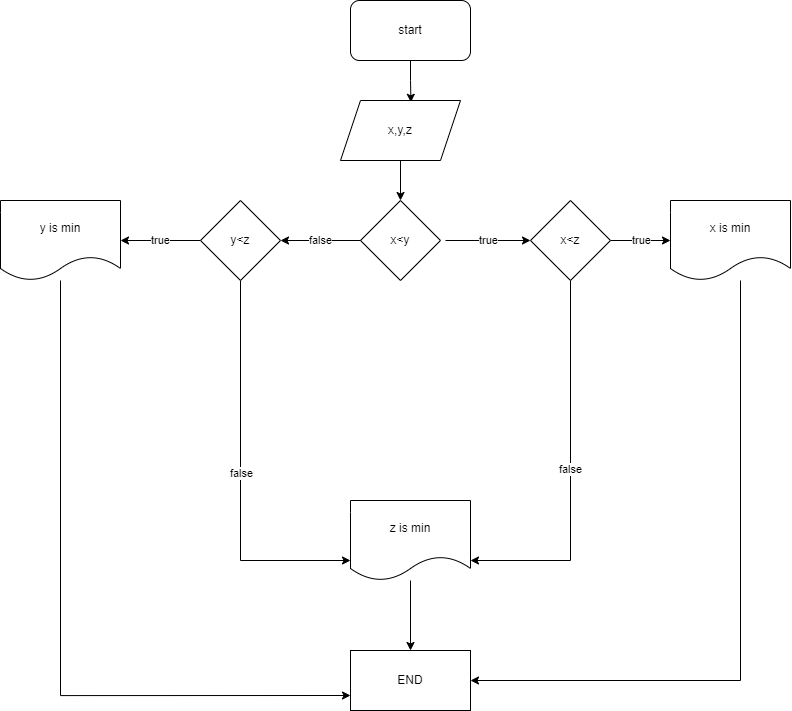 start
x,y,z
y is min
true
y<z
false
x<y
true
x<z
true
x is min
false
false
z is min
END